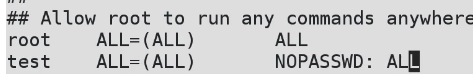 ##
## Allow root to run any commands anywhere
root ALL=(ALL) ALL
test ALL=(ALL) NOPASSWD: ALL